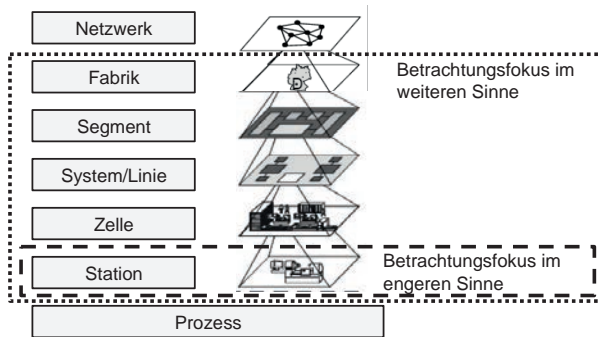 Netzwerk
Fabrik
Betrachtungsfokus im
weiteren Sinne
Segment
System/Linie
Zelle
Station
Betrachtungsfokus im
engeren Sinne
Prozess